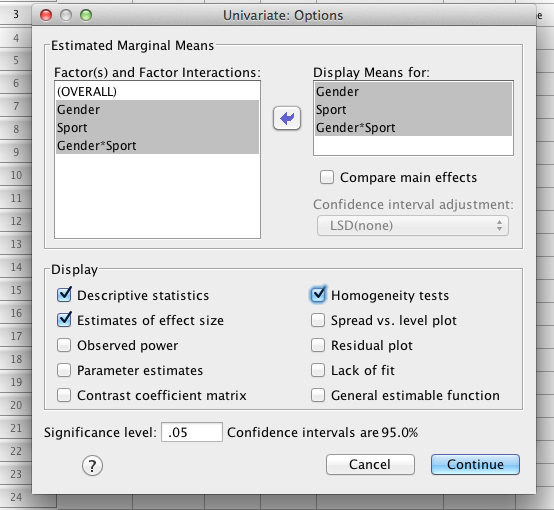 Univariate: Options
3
ne
4
5
6
7
8
9
10
11
12
13
14
15
16
17
18
19
20
21
22
23
24
Estimated Marginal Means
Factor(s) and Factor Interactions:
(OVERALL)
Gender
Sport
Gender*Sport
Display Means for:
Gender
Sport
Gender*Sport
Compare main effects
Confidence interval adjustment:
LSD(none)
Display
Descriptive statistics
Homogeneity tests
Estimates of effect size
Spread vs. level plot
Observed power
Residual plot
Parameter estimates
Lack of fit
Contrast coefficient matrix
General estimable function
Significance level: .05 Confidence intervals are 95.0%
? Cancel Continue